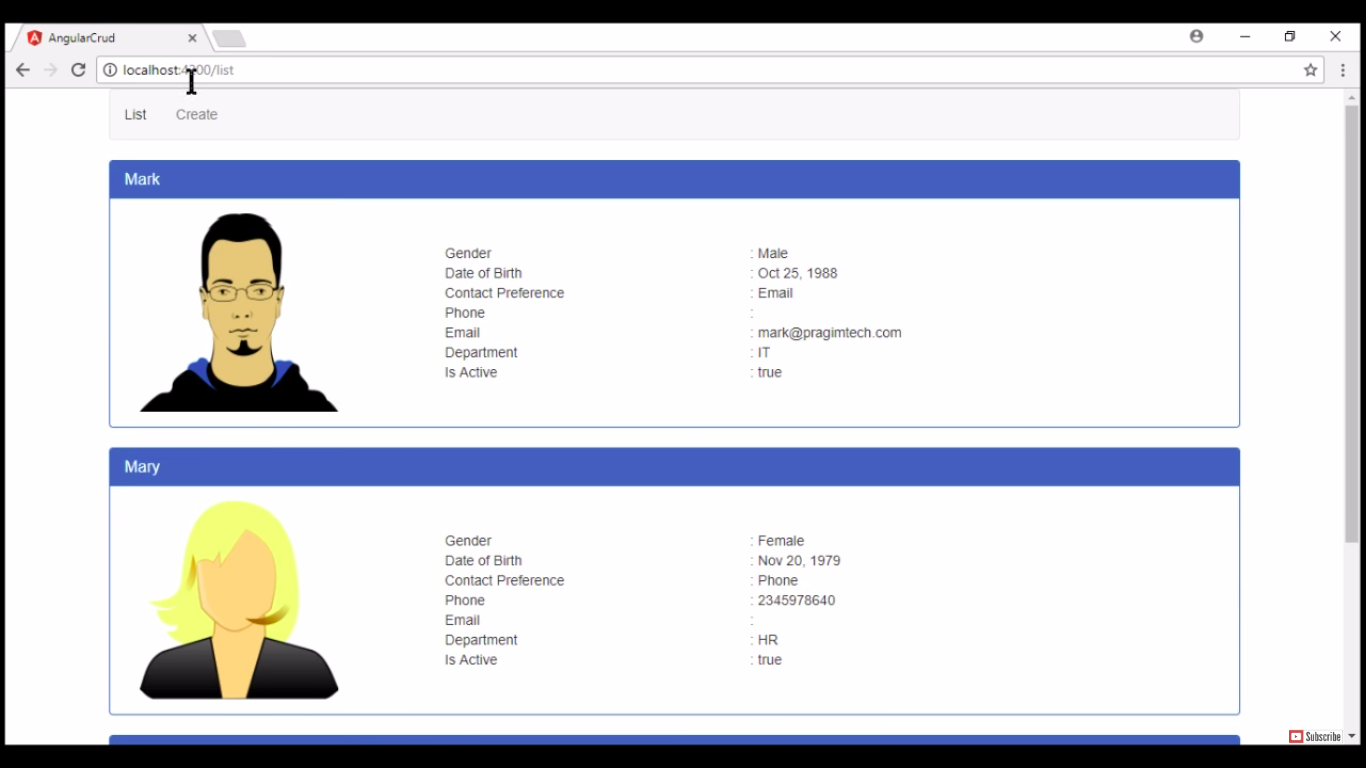 AngularCrud
localhost:4200/list
List Create
Mark
Gender : Male
Date of Birth : Oct 25, 1988
Contact Preference : Email
Phone :
Email : mark@pragimtech.com
Department : IT
Is Active : true
Mary
Gender : Female
Date of Birth : Nov 20, 1979
Contact Preference : Phone
Phone : 2345978640
Email :
Department : HR
Is Active : true
Subscribe